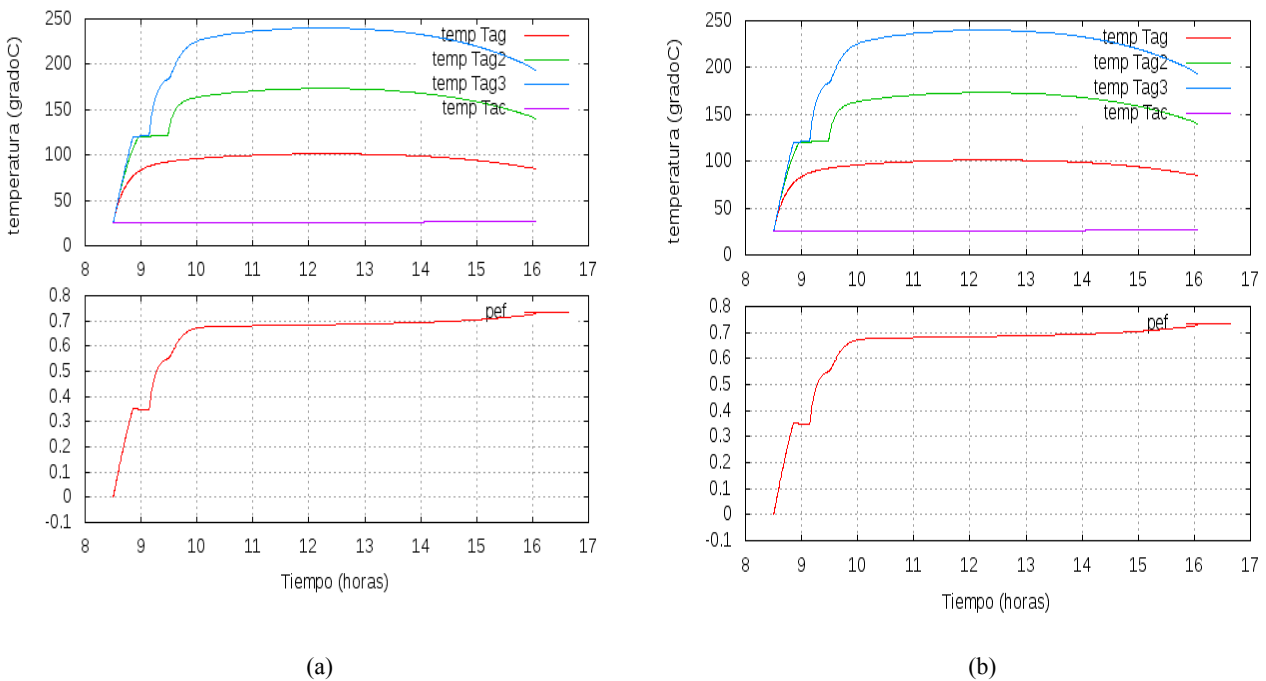 250
200
150
100
50
0
temperatura (gradoC)
temp Tag
temp Tag2
temp Tag3
temp Tac
8 9 10 11 12 13 14 15 16 17
0.8
0.7
0.6
0.5
0.4
0.3
0.2
0.1
0
-0.1
pef
8 9 10 11 12 13 14 15 16 17
Tiempo (horas)
(a)
250
200
150
100
50
0
temperatura (gradoC)
temp Tag
temp Tag2
temp Tag3
temp Tac
8 9 10 11 12 13 14 15 16 17
0.8
0.7
0.6
0.5
0.4
0.3
0.2
0.1
0
-0.1
pef
8 9 10 11 12 13 14 15 16 17
Tiempo (horas)
(b)